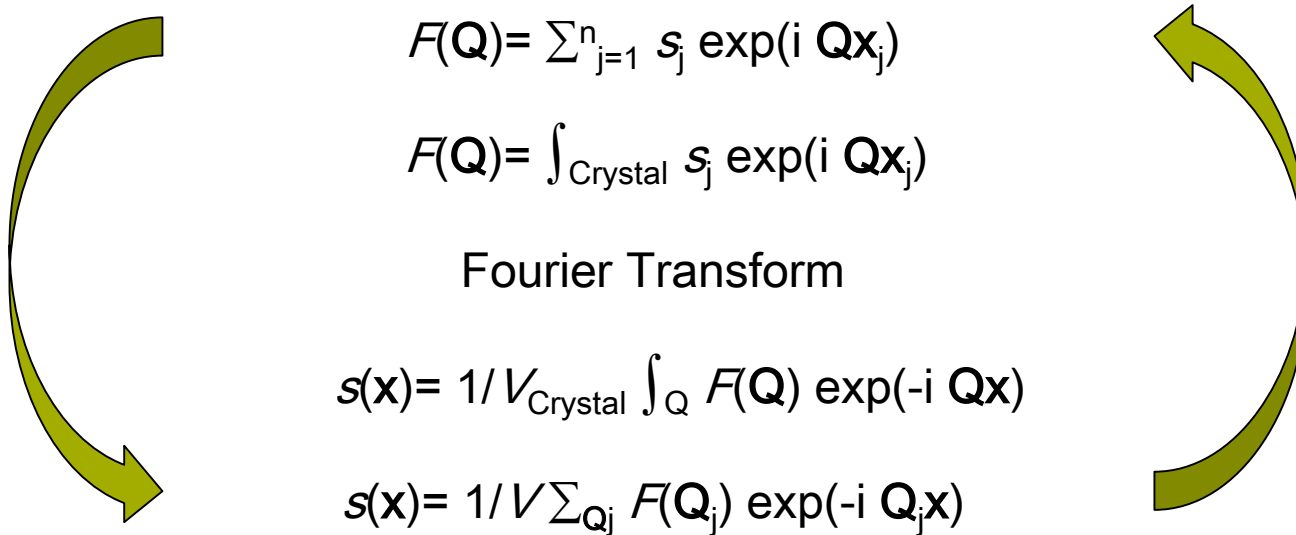 F(Q)= ∑ⁿⱼ₌₁ sⱼ exp(i Qxⱼ)
F(Q)= ∫Crystal sⱼ exp(i Qxⱼ)
Fourier Transform
s(x)= 1/VCrystal ∫Q F(Q) exp(-i Qx)
s(x)= 1/V∑Qj F(Qⱼ) exp(-i Qⱼx)